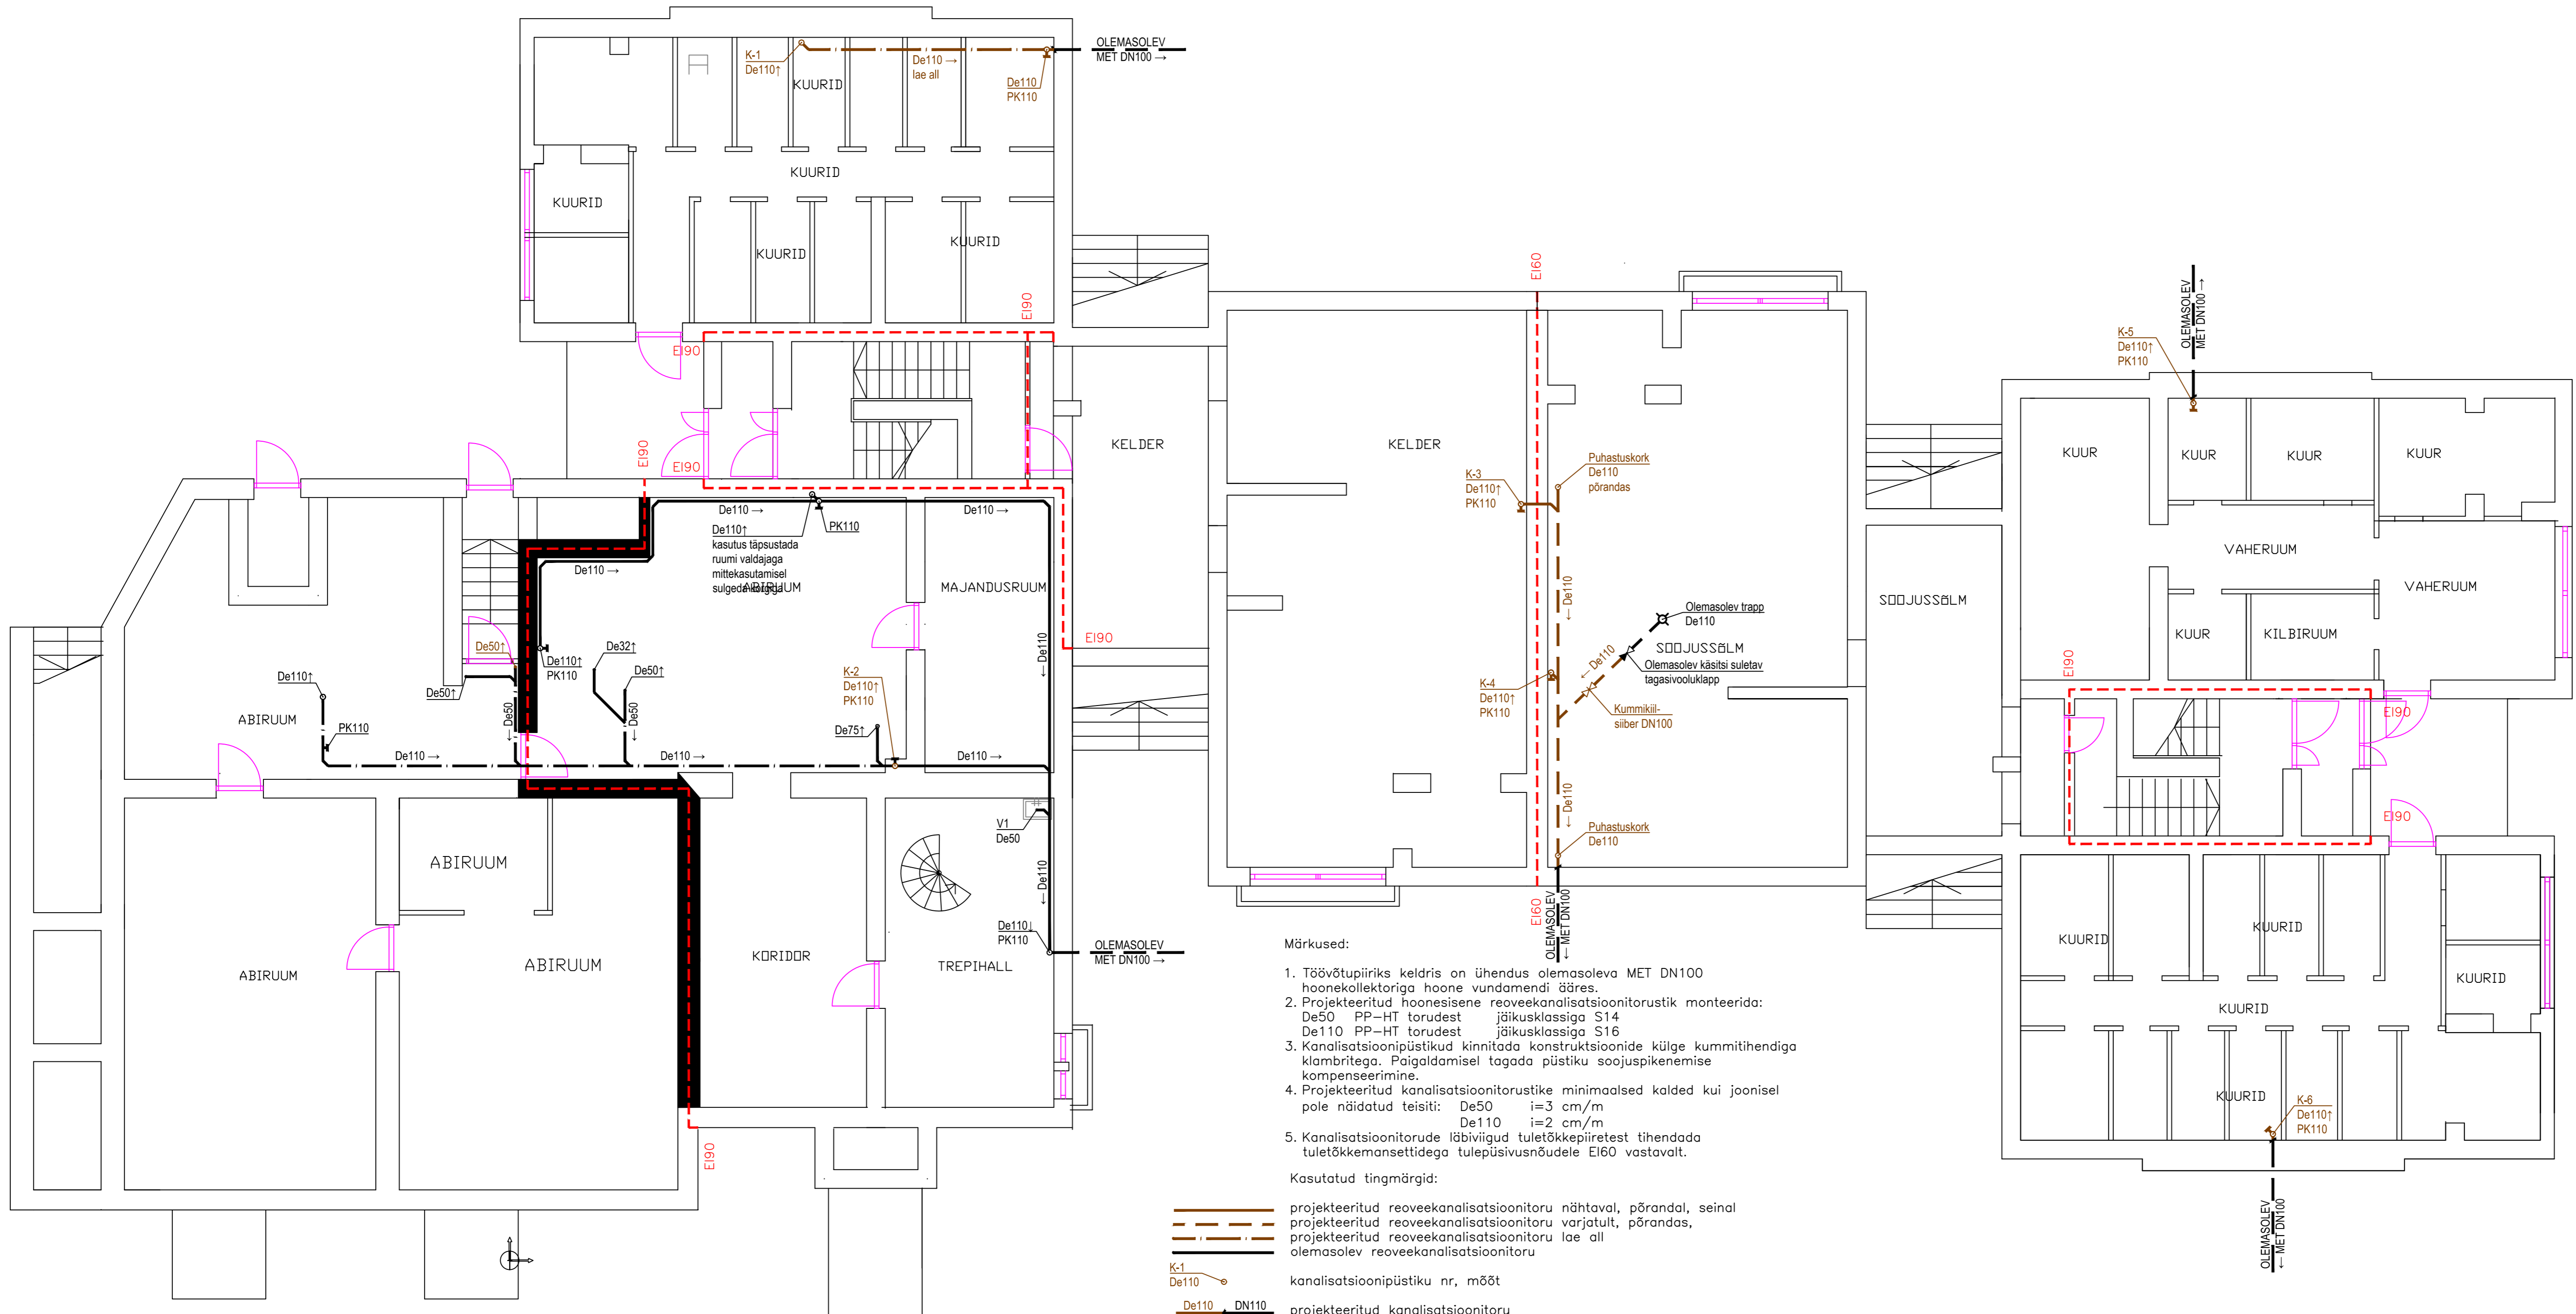 K-1
De110↑
De110 →
lae all
De110
PK110
OLEMASOLEV
MET DN100 →
KUURID
KUURID
KUURID
KUURID
KUURID
EI90
EI90
EI90
EI90
EI90
EI60
KELDER
KELDER
K-3
De110↑
PK110
Puhastuskork
De110
põrandas
← De110
Olemasolev trapp
De110
SOOJUSSÕLM
Olemasolev käsitsi suletav
tagasivooluklapp
← De110
K-4
De110↑
PK110
Kummikiil-
siiber DN100
← De110
Puhastuskork
De110
EI60
OLEMASOLEV
← MET DN100
SOOJUSSÕLM
K-5
De110↑
PK110
OLEMASOLEV
MET DN100 →
KUUR
KUUR
KUUR
KUUR
VAHERUUM
VAHERUUM
KUUR
KILBIRUUM
EI90
EI90
EI90
KUURID
KUURID
KUURID
KUURID
KUURID
K-6
De110↑
PK110
OLEMASOLEV
← MET DN100
De110 →
De110↑
kasutus täpsustada
ruumi valdajaga
mittekasutamisel
sulgeda korgiga
ABIRUUM
PK110
De110 →
De110 →
MAJANDUSRUUM
← De110
De50↑
De50↑
De110↑
PK110
De32↑
De50↑
K-2
De110↑
PK110
De110↑
ABIRUUM
PK110
← De50
← De50
De75↑
De110 →
De110 →
De110 →
V1
De50
← De110
De110↓
PK110
OLEMASOLEV
MET DN100 →
ABIRUUM
ABIRUUM
ABIRUUM
KORIDOR
TREPIHALL
EI90
Märkused:
1. Töövõtupiiriks keldris on ühendus olemasoleva MET DN100
hoonekollektoriga hoone vundamendi ääres.
2. Projekteeritud hoonesisene reoveekanalisatsioonitorustik monteerida:
De50 PP-HT torudest jäikusklassiga S14
De110 PP-HT torudest jäikusklassiga S16
3. Kanalisatsioonipüstikud kinnitada konstruktsioonide külge kummitihendiga
klambritega. Paigaldamisel tagada püstiku soojuspikenemise
kompenseerimine.
4. Projekteeritud kanalisatsioonitorustike minimaalsed kalded kui joonisel
pole näidatud teisiti: De50 i=3 cm/m
De110 i=2 cm/m
5. Kanalisatsioonitorude läbiviigud tuletõkkepiiretest tihendada
tuletõkkemansettidega tulepüsivusnõudele EI60 vastavalt.
Kasutatud tingmärgid:
projekteeritud reoveekanalisatsioonitoru nähtaval, põrandal, seinal
projekteeritud reoveekanalisatsioonitoru varjatult, põrandas,
projekteeritud reoveekanalisatsioonitoru lae all
olemasolev reoveekanalisatsioonitoru
K-1
De110
kanalisatsioonipüstiku nr, mõõt
De110 DN110 projekteeritud kanalisatsioonitoru